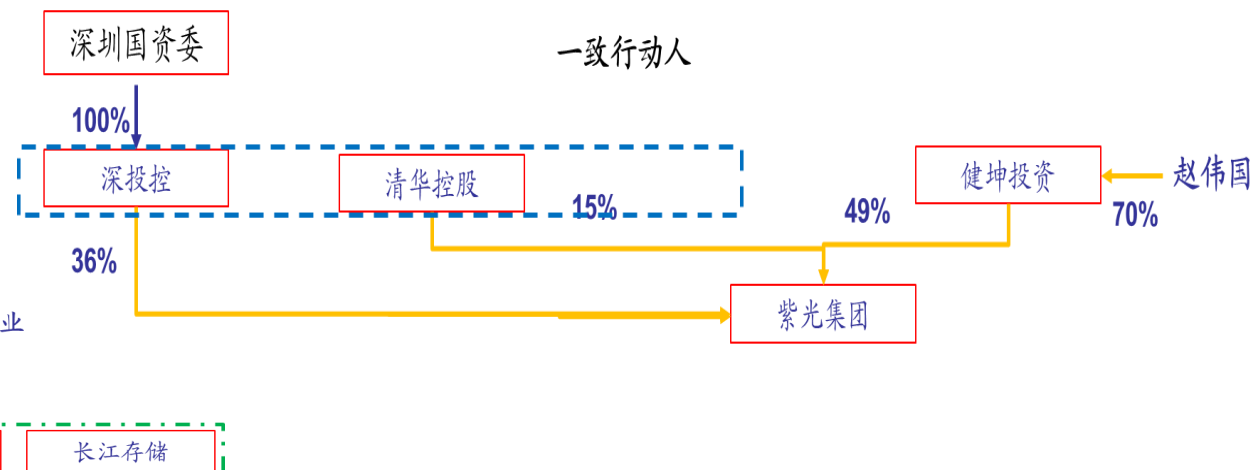 深圳国资委
一致行动人
100%
深投控
清华控股
健坤投资
赵伟国
15%
49%
70%
36%
紫光集团
业
长江存储